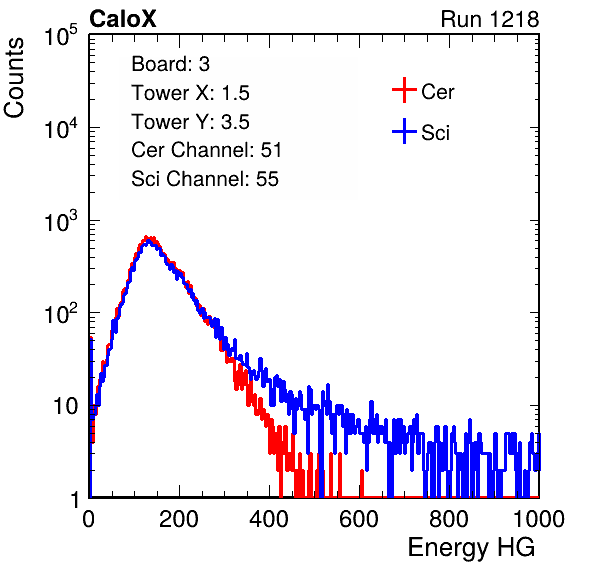 CaloX Run 1218
Counts
Board: 3
Tower X: 1.5
Tower Y: 3.5
Cer Channel: 51
Sci Channel: 55
Cer
Sci
10^5
10^4
10^3
10^2
10
1
0 200 400 600 800 1000
Energy HG